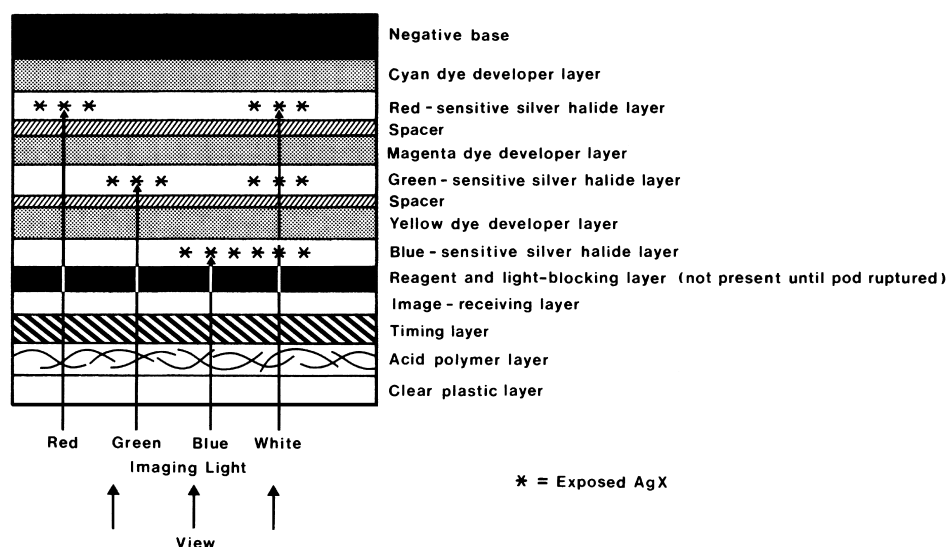 Negative base
Cyan dye developer layer
Red - sensitive silver halide layer
Spacer
Magenta dye developer layer
Green - sensitive silver halide layer
Spacer
Yellow dye developer layer
Blue - sensitive silver halide layer
Reagent and light-blocking layer (not present until pod ruptured)
Image - receiving layer
Timing layer
Acid polymer layer
Clear plastic layer
Red Green Blue White
Imaging Light
* = Exposed AgX
View